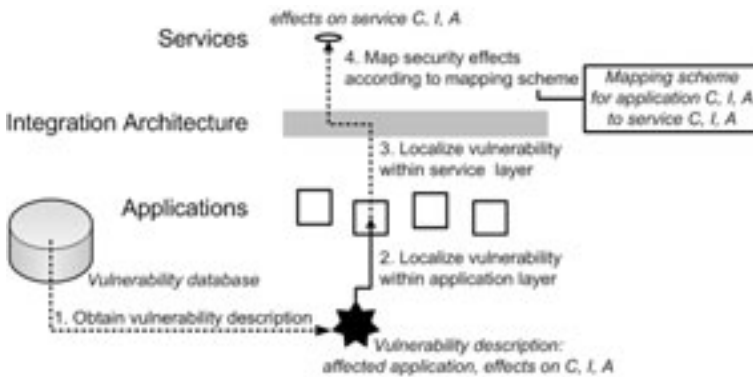 effects on service C, I, A
Services
4. Map security effects
according to mapping scheme
Mapping scheme
for application C, I, A
to service C, I, A
Integration Architecture
3. Localize vulnerability
within service layer
Applications
2. Localize vulnerability
within application layer
Vulnerability database
1. Obtain vulnerability description
Vulnerability description:
affected application, effects on C, I, A